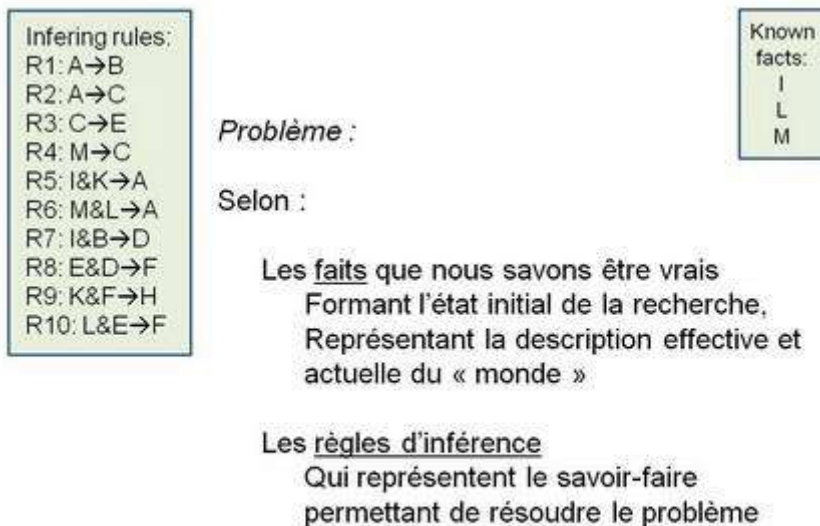 Infering rules:
R1: A→B
R2: A→C
R3: C→E
R4: M→C
R5: I&K→A
R6: M&L→A
R7: I&B→D
R8: E&D→F
R9: K&F→H
R10: L&E→F
Known
facts:
I
L
M
Problème :
Selon :
Les faits que nous savons être vrais
Formant l'état initial de la recherche,
Représentant la description effective et
actuelle du « monde »
Les règles d'inférence
Qui représentent le savoir-faire
permettant de résoudre le problème